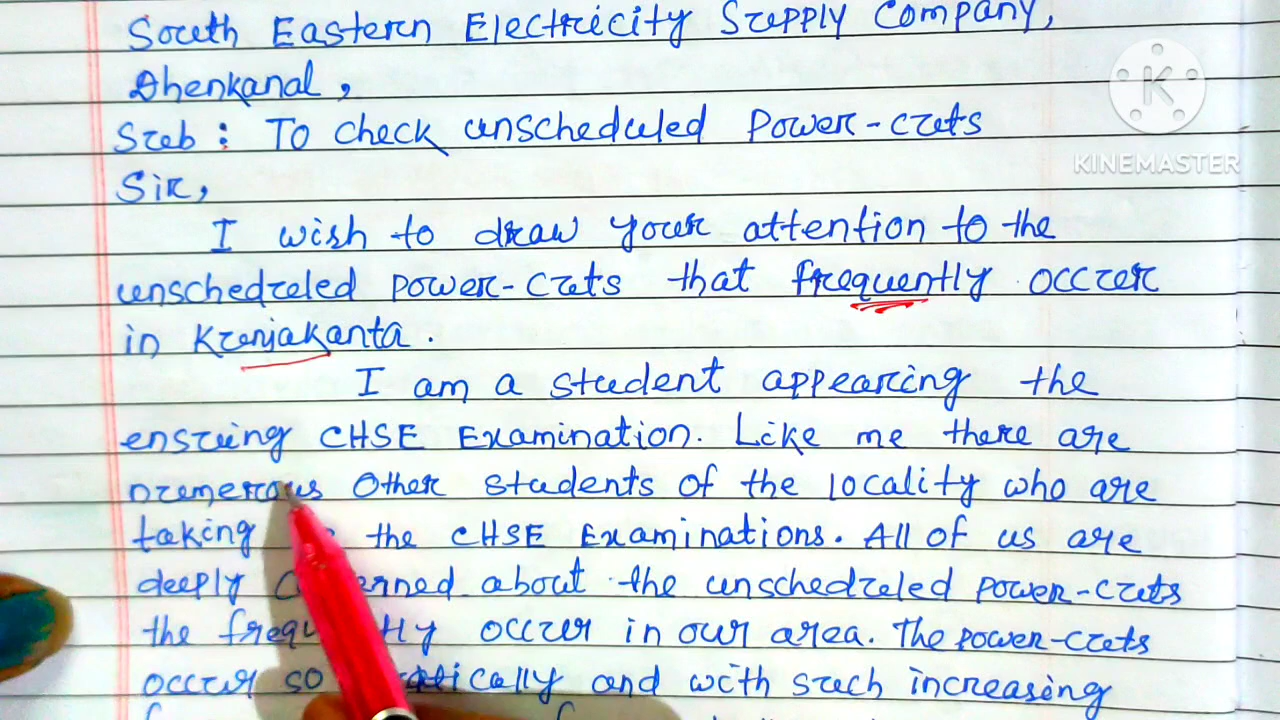 South Eastern Electricity Supply Company,
Dhenkanal,
Sub : To Check unscheduled Power-cuts
Sir,
I wish to draw your attention to the
unscheduled power-cuts that frequently occur
in Kunjakanta.
I am a student appearing the
ensuing CHSE Examination. Like me there are
numerous other students of the locality who are
taking the CHSE Examinations. All of us are
deeply about the unscheduled power-cuts
the occur in our area. The power-cuts
occur so and with such increasing
KINEMASTER